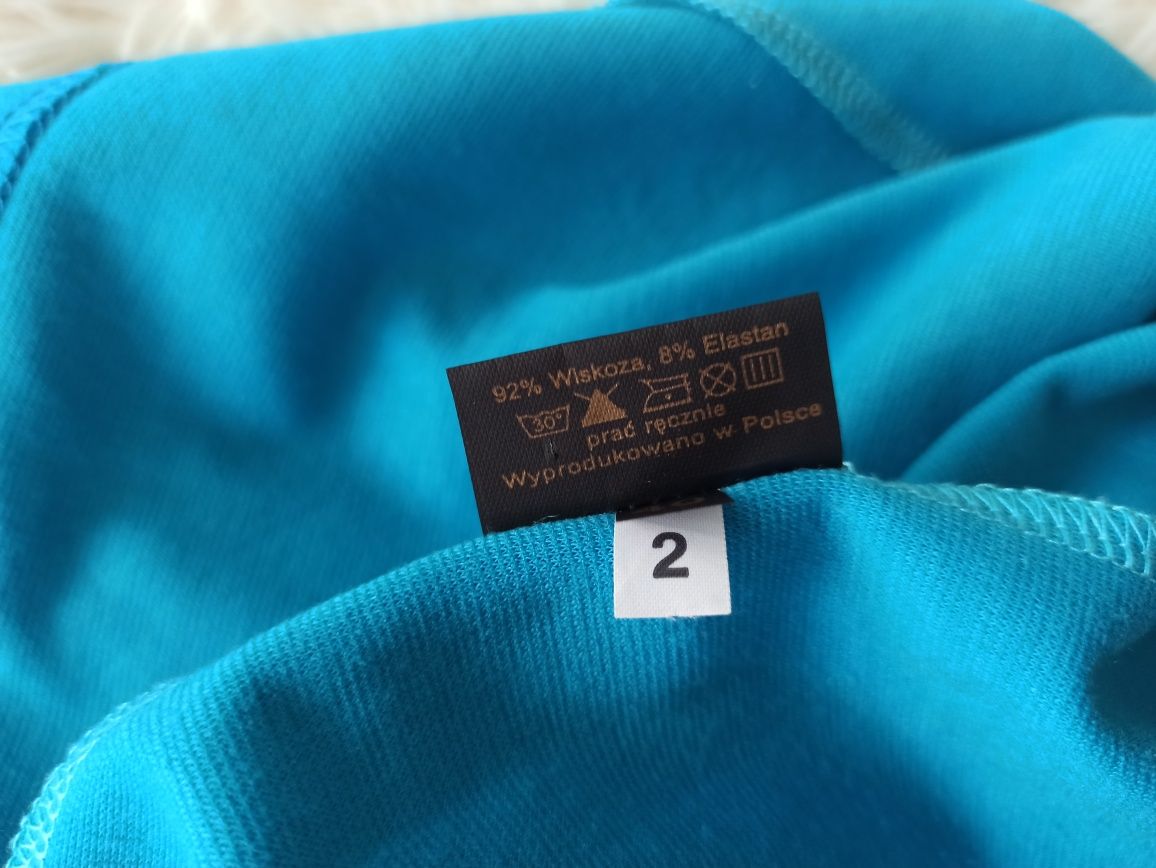 92% Wiskoza, 8% Elastan
30°
prać ręcznie
Wyprodukowano w Polsce
2